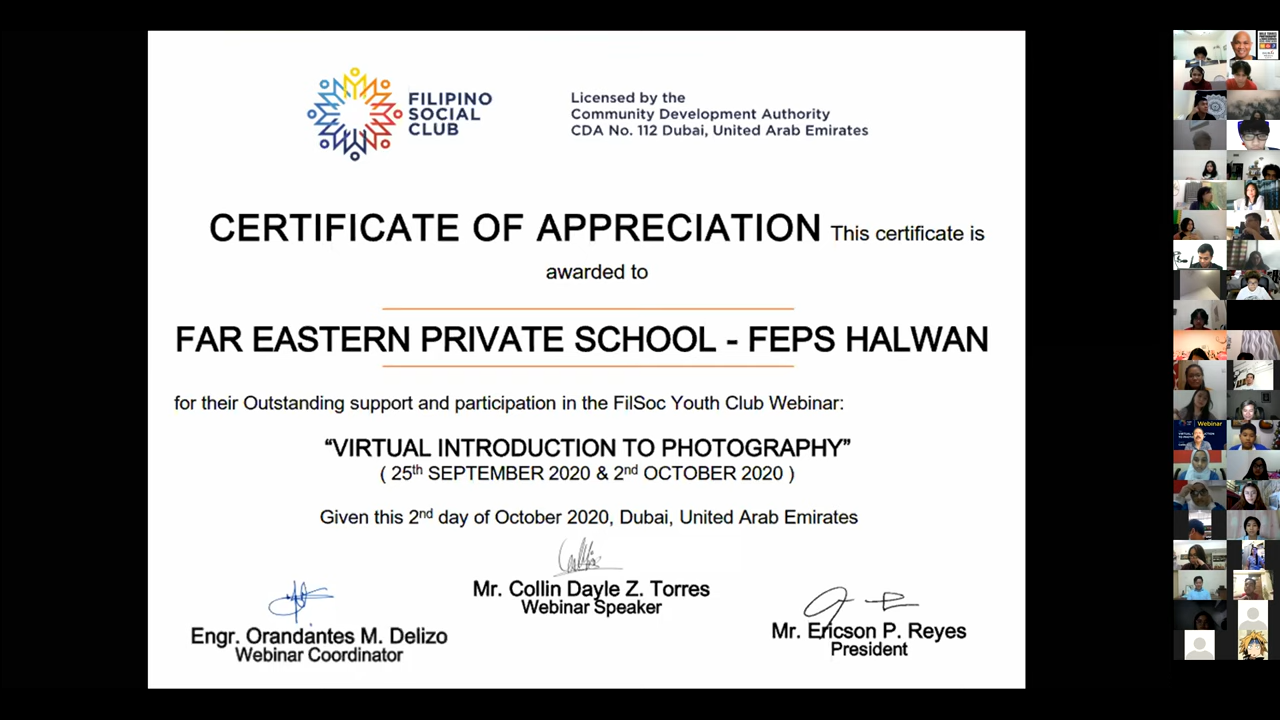 FILIPINO
SOCIAL
CLUB
Licensed by the
Community Development Authority
CDA No. 112 Dubai, United Arab Emirates
CERTIFICATE OF APPRECIATION This certificate is
awarded to
FAR EASTERN PRIVATE SCHOOL - FEPS HALWAN
for their Outstanding support and participation in the FilSoc Youth Club Webinar:
“VIRTUAL INTRODUCTION TO PHOTOGRAPHY”
( 25th SEPTEMBER 2020 & 2nd OCTOBER 2020 )
Given this 2nd day of October 2020, Dubai, United Arab Emirates
Mr. Collin Dayle Z. Torres
Webinar Speaker
Engr. Orandantes M. Delizo
Webinar Coordinator
Mr. Ericson P. Reyes
President
Webinar